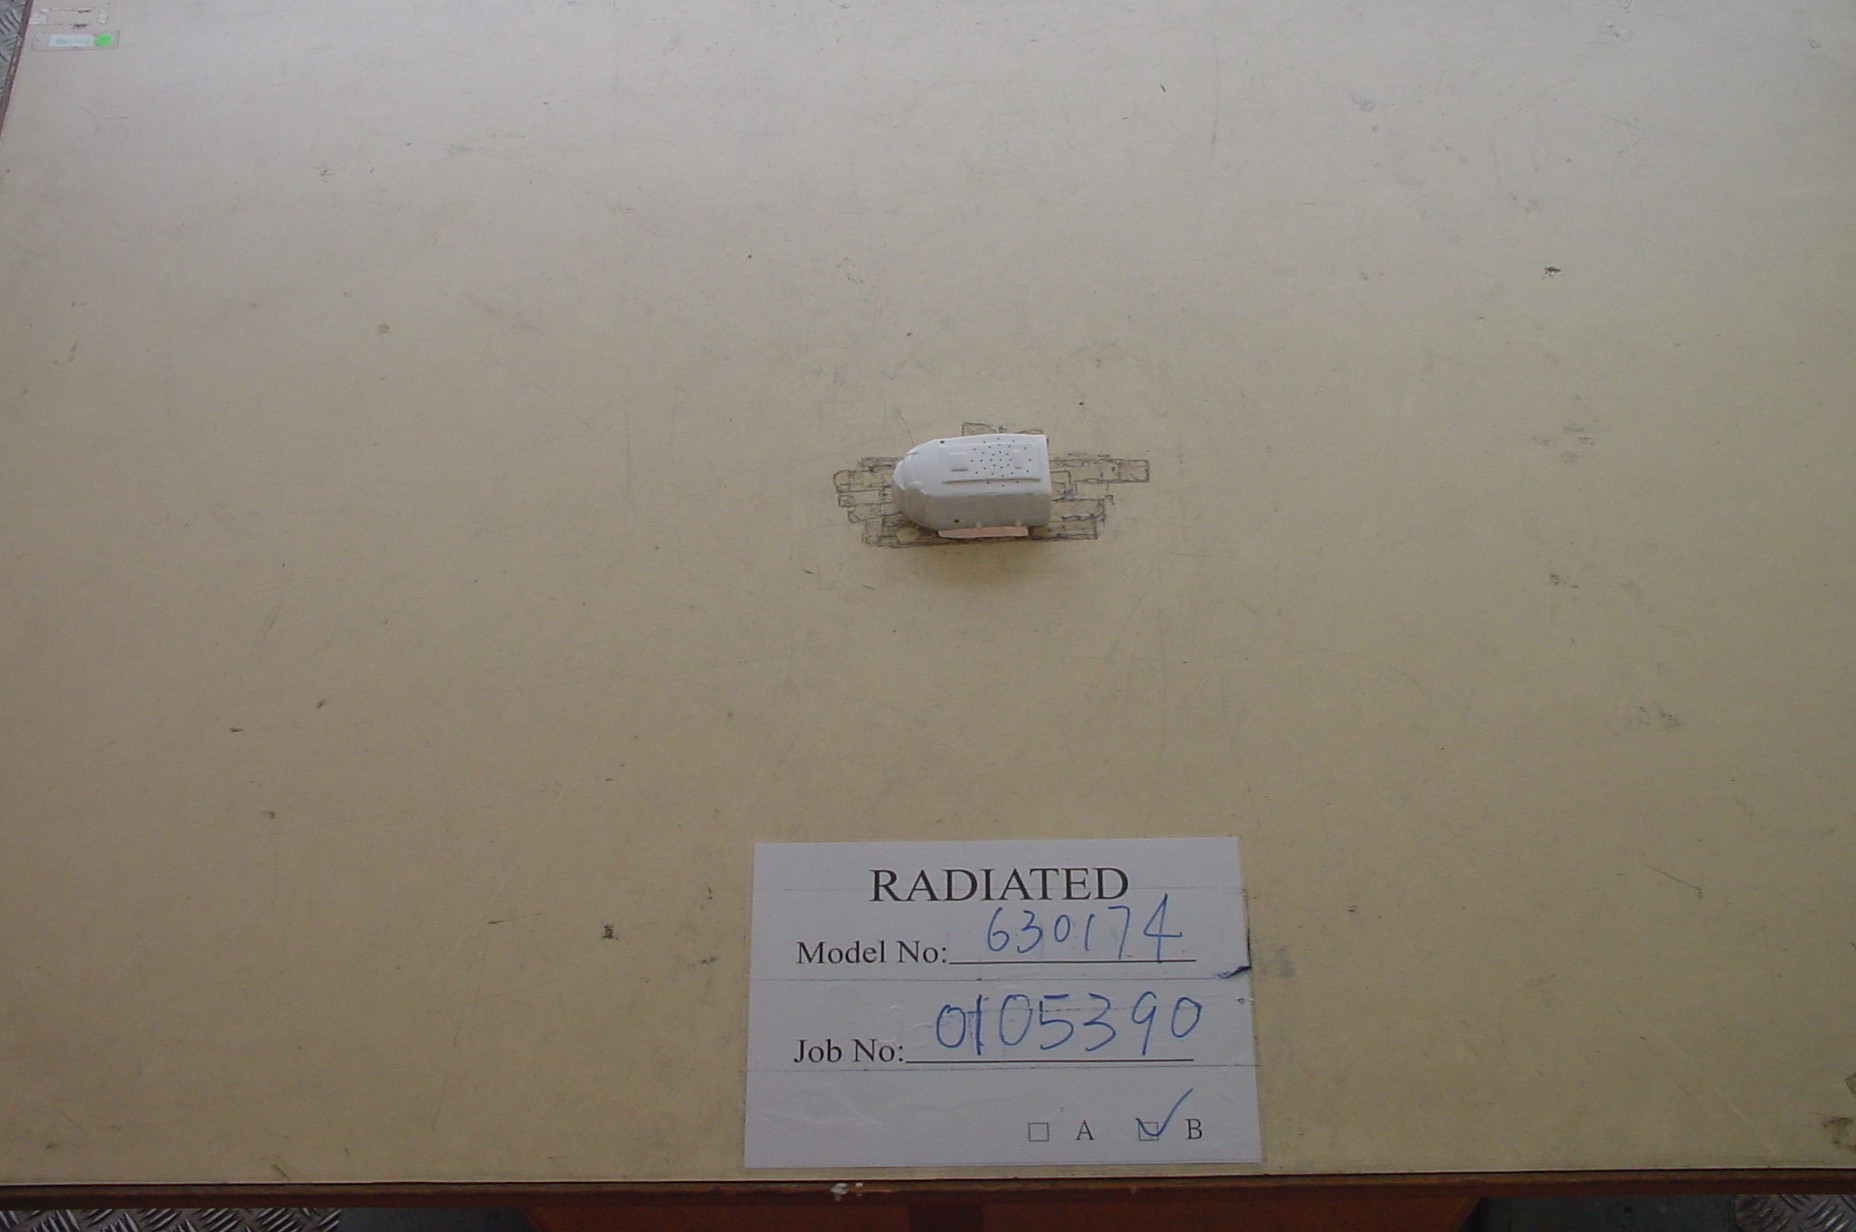 RADIATED
Model No: 630174
Job No: 0105390
☐ A ☑ B